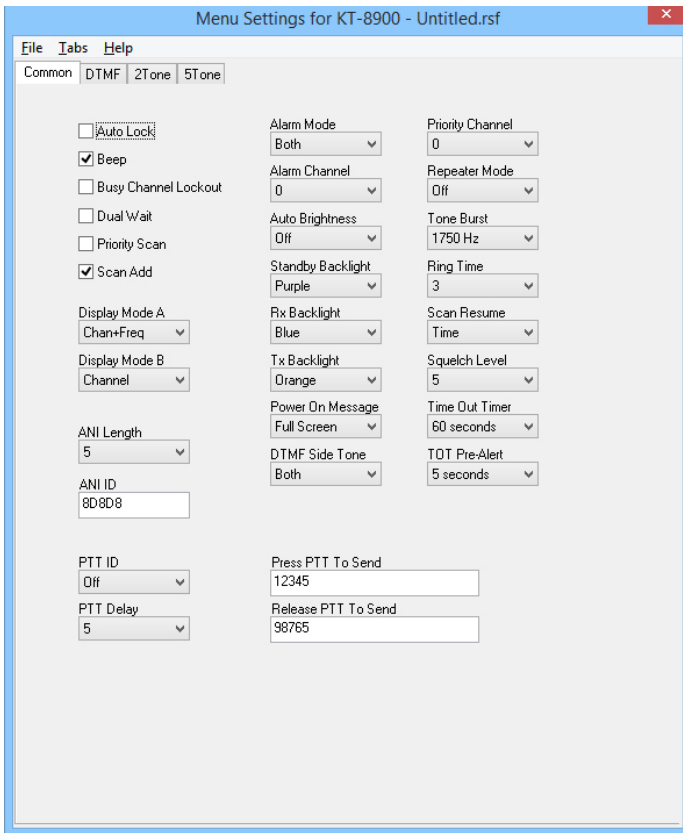 Menu Settings for KT-8900 - Untitled.rsf
File Tabs Help
Common DTMF 2Tone 5Tone
Auto Lock
Beep
Busy Channel Lockout
Dual Wait
Priority Scan
Scan Add
Display Mode A
Chan+Freq
Display Mode B
Channel
ANI Length
5
ANI ID
8D8D8
PTT ID
Off
PTT Delay
5
Alarm Mode
Both
Alarm Channel
0
Auto Brightness
Off
Standby Backlight
Purple
Rx Backlight
Blue
Tx Backlight
Orange
Power On Message
Full Screen
DTMF Side Tone
Both
Priority Channel
0
Repeater Mode
Off
Tone Burst
1750 Hz
Ring Time
3
Scan Resume
Time
Squelch Level
5
Time Out Timer
60 seconds
TOT Pre-Alert
5 seconds
Press PTT To Send
12345
Release PTT To Send
98765